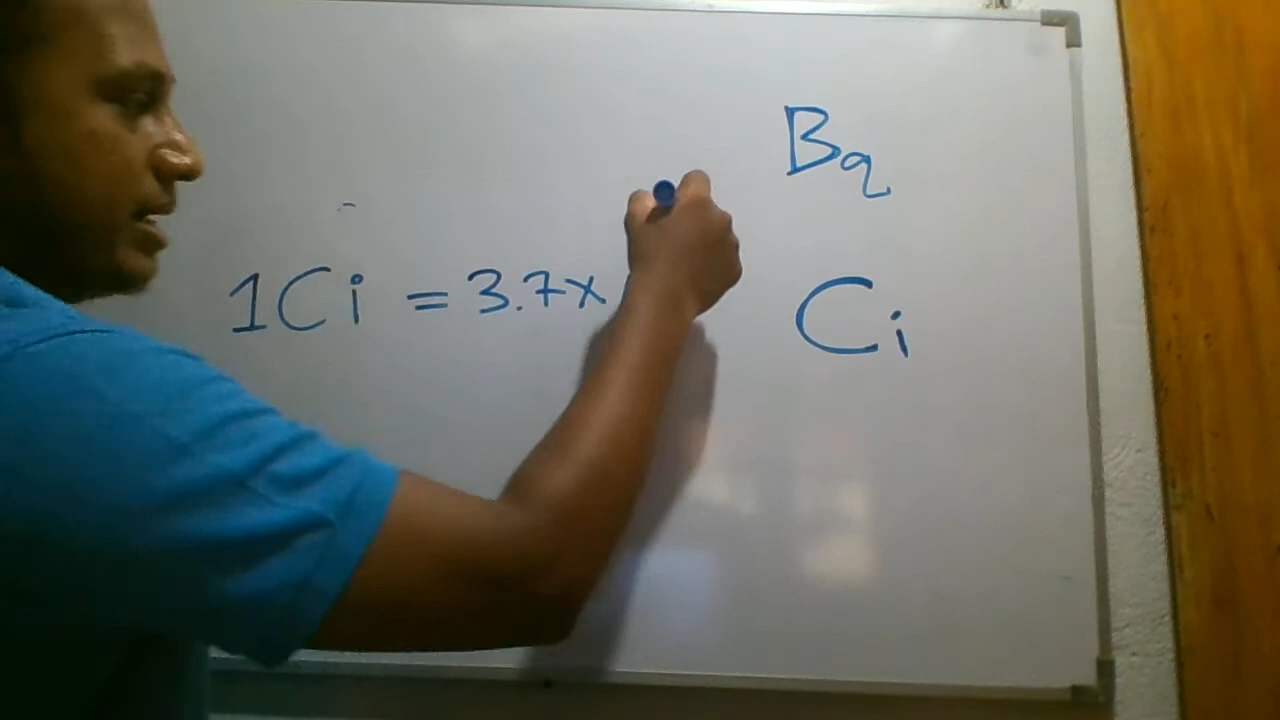 Bq
1Ci = 3.7x
Ci